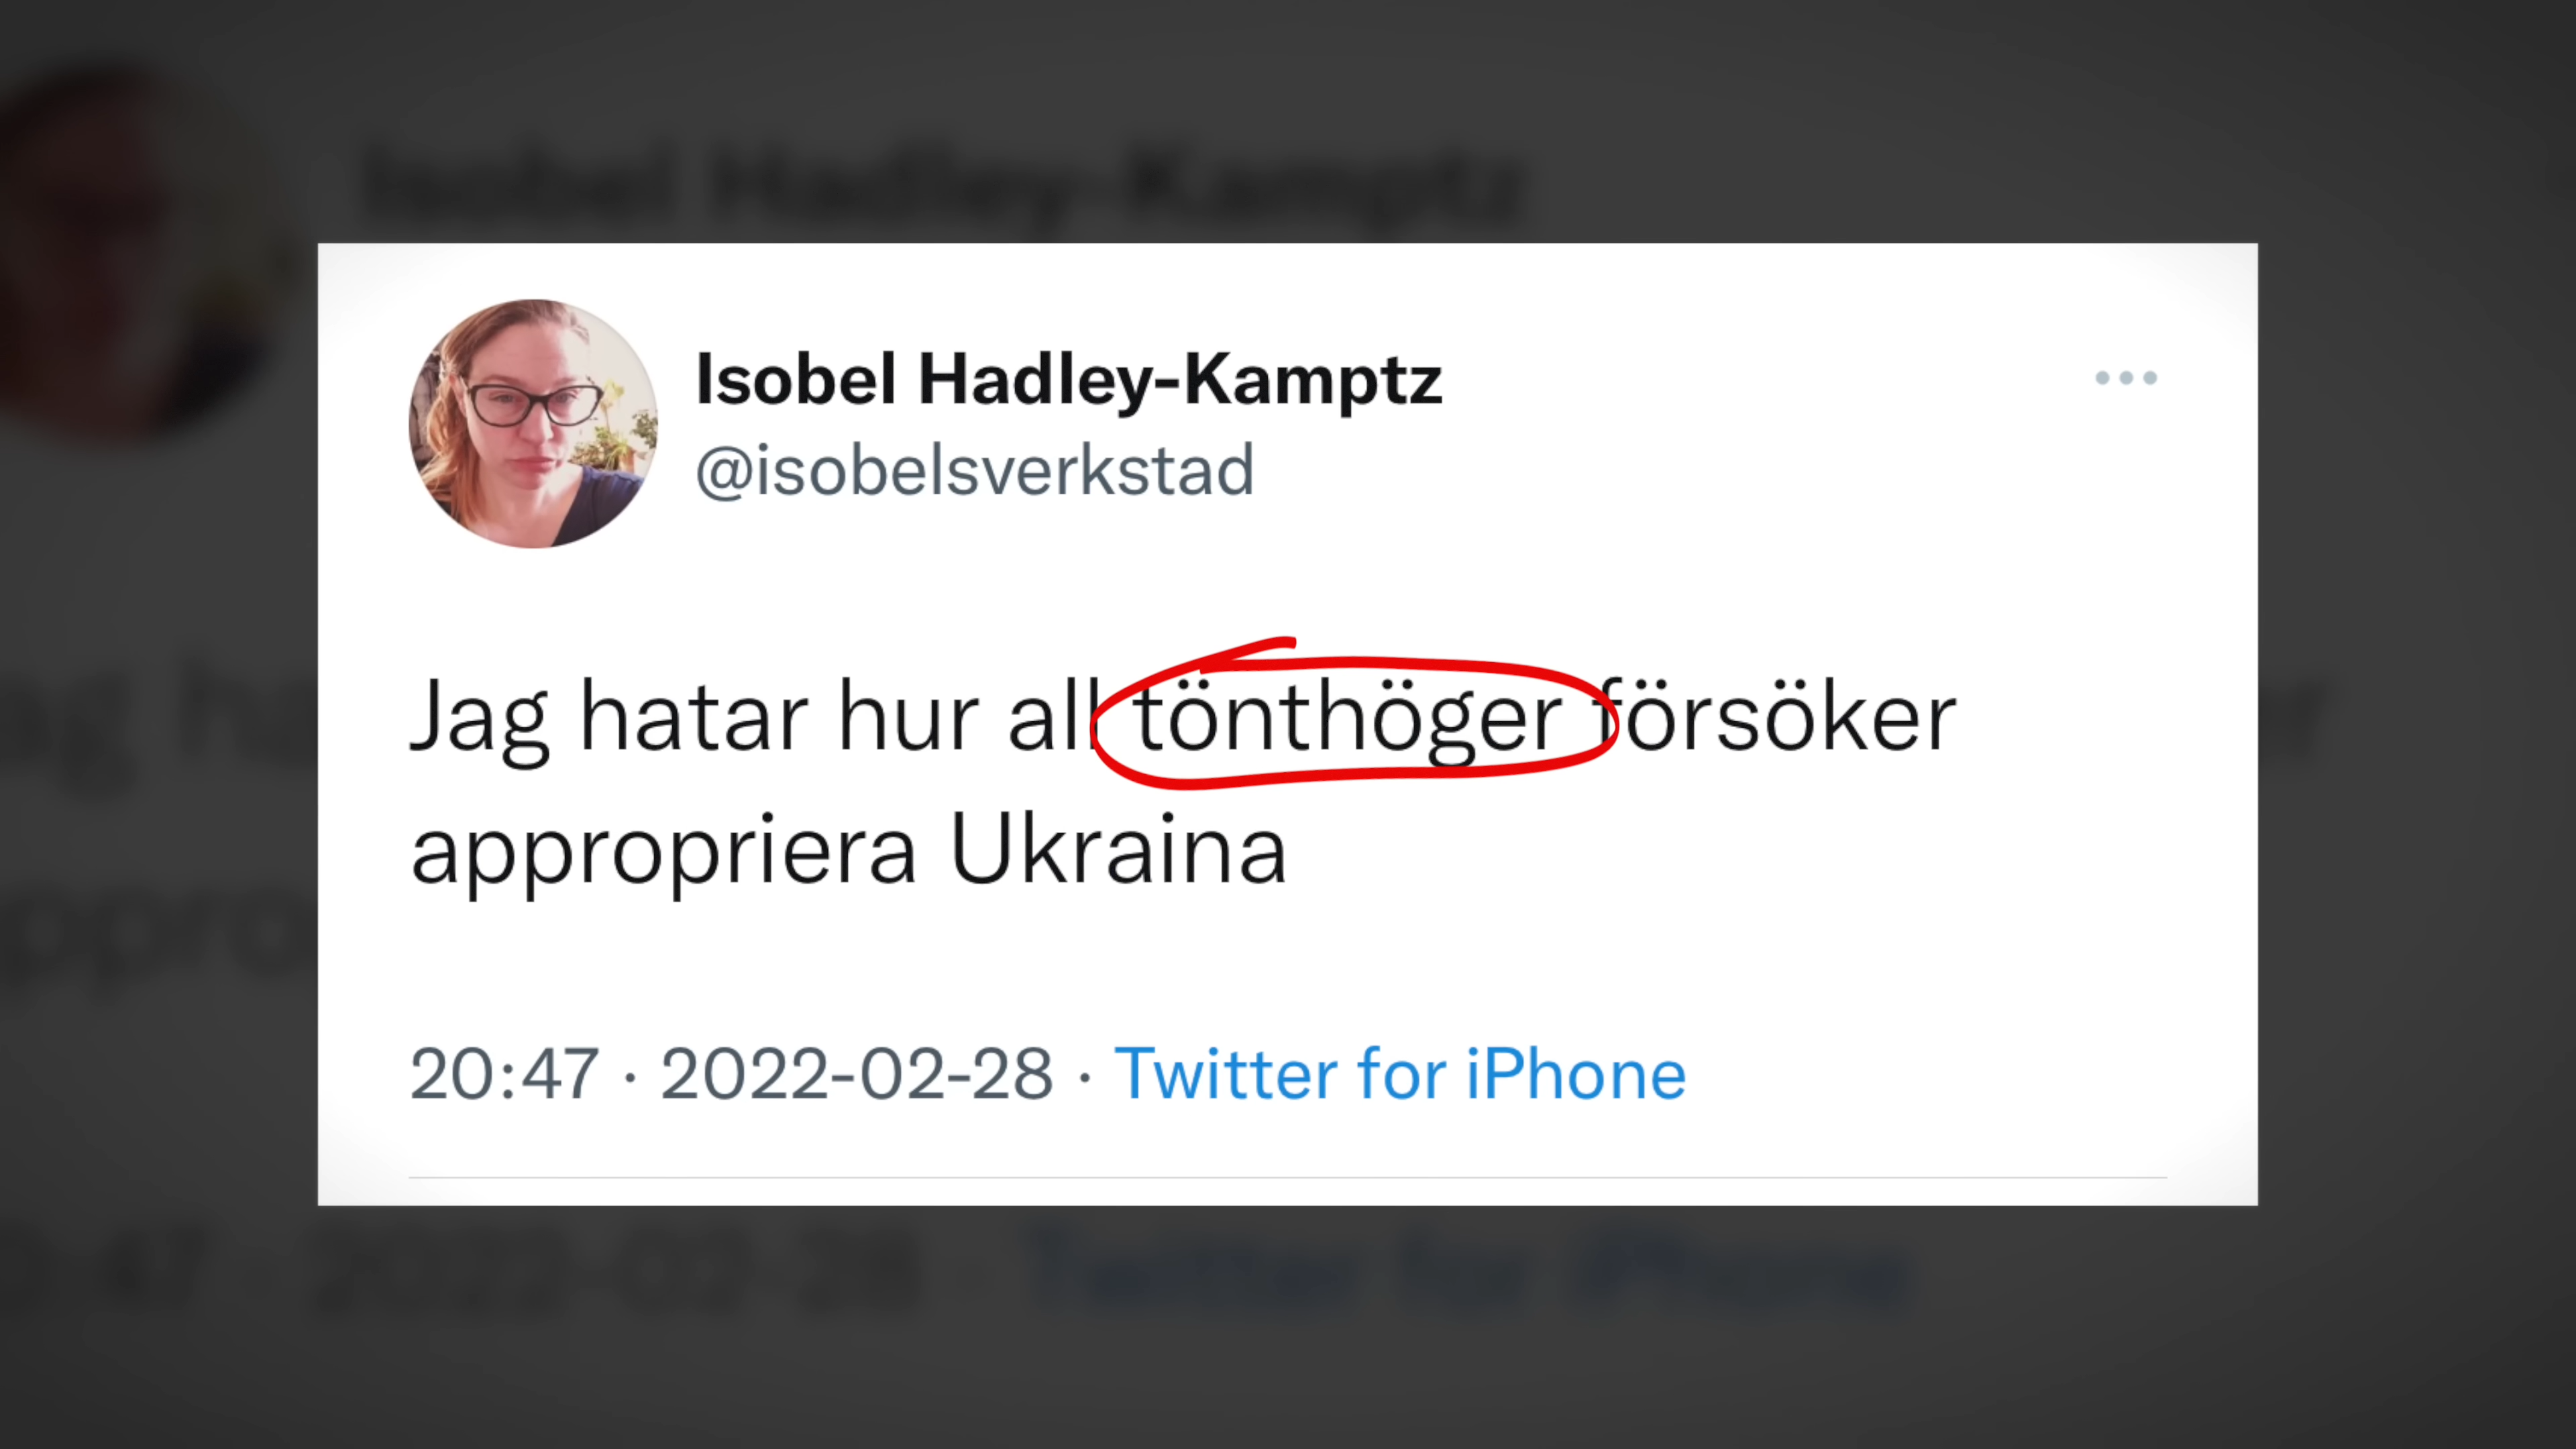 Isobel Hadley-Kamptz
@isobelsverkstad
Jag hatar hur all tönthöger försöker
appropriera Ukraina
20:47 · 2022-02-28 · Twitter for iPhone